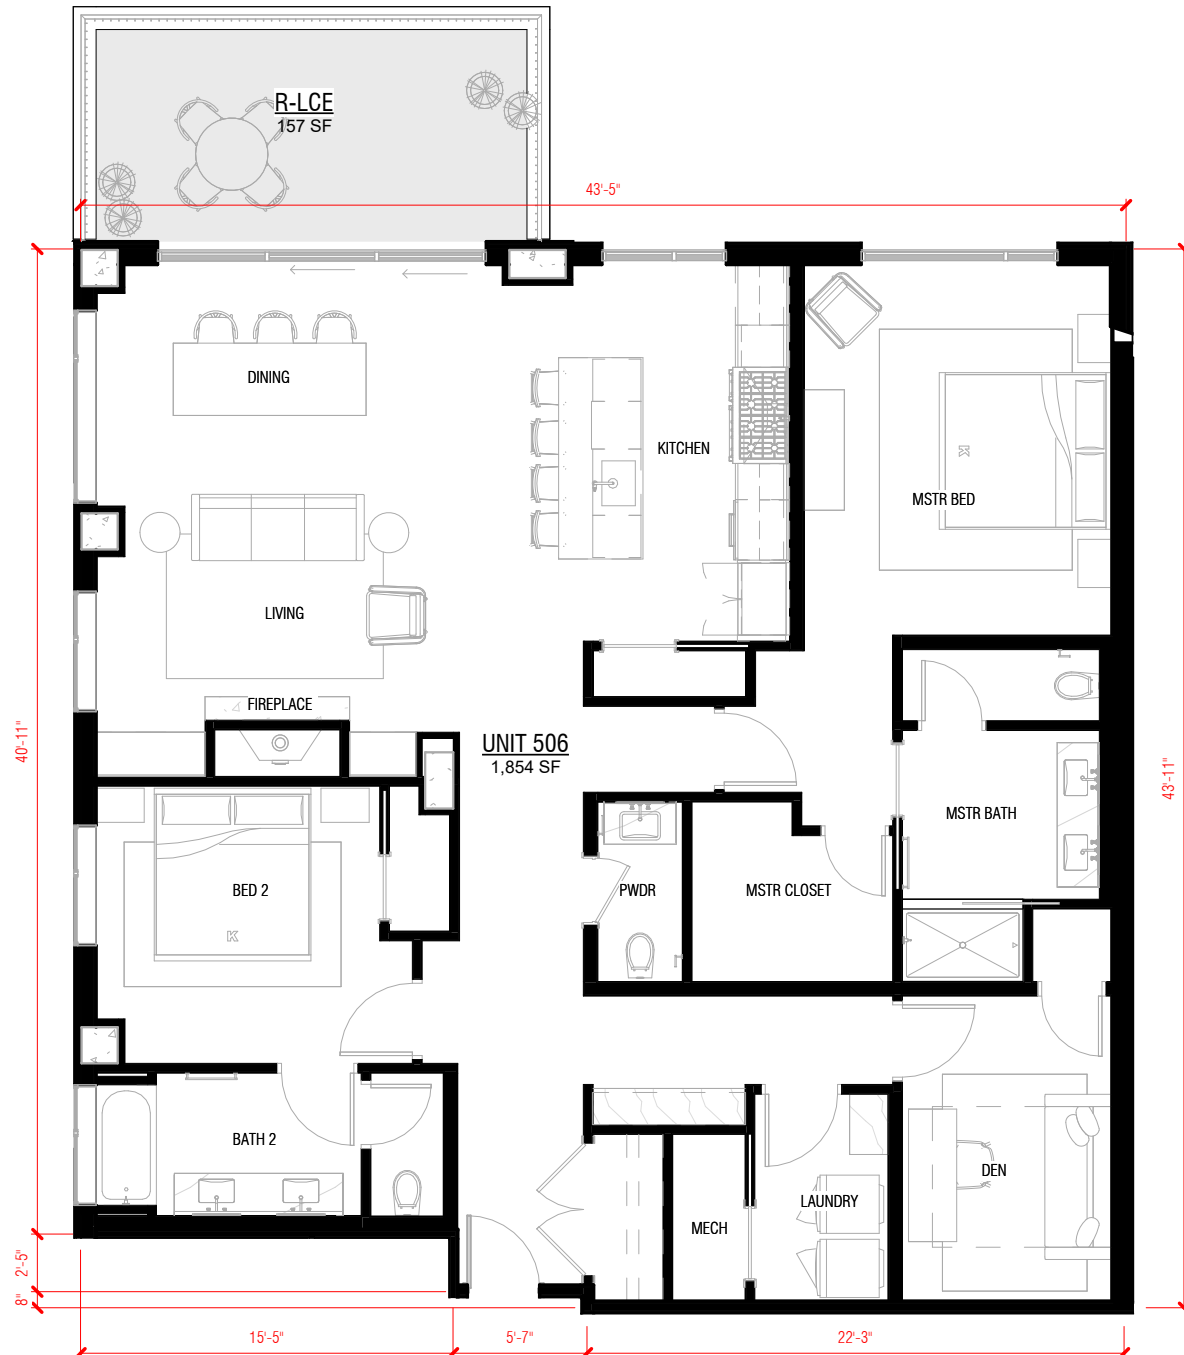 R-LCE
157 SF
43'-5"
DINING
KITCHEN
K
MSTR BED
LIVING
FIREPLACE
UNIT 506
1,854 SF
40'-11"
43'-11"
MSTR BATH
BED 2
PWDR
MSTR CLOSET
K
BATH 2
DEN
LAUNDRY
MECH
2'-5"
8"
15'-5"
5'-7"
22'-3"